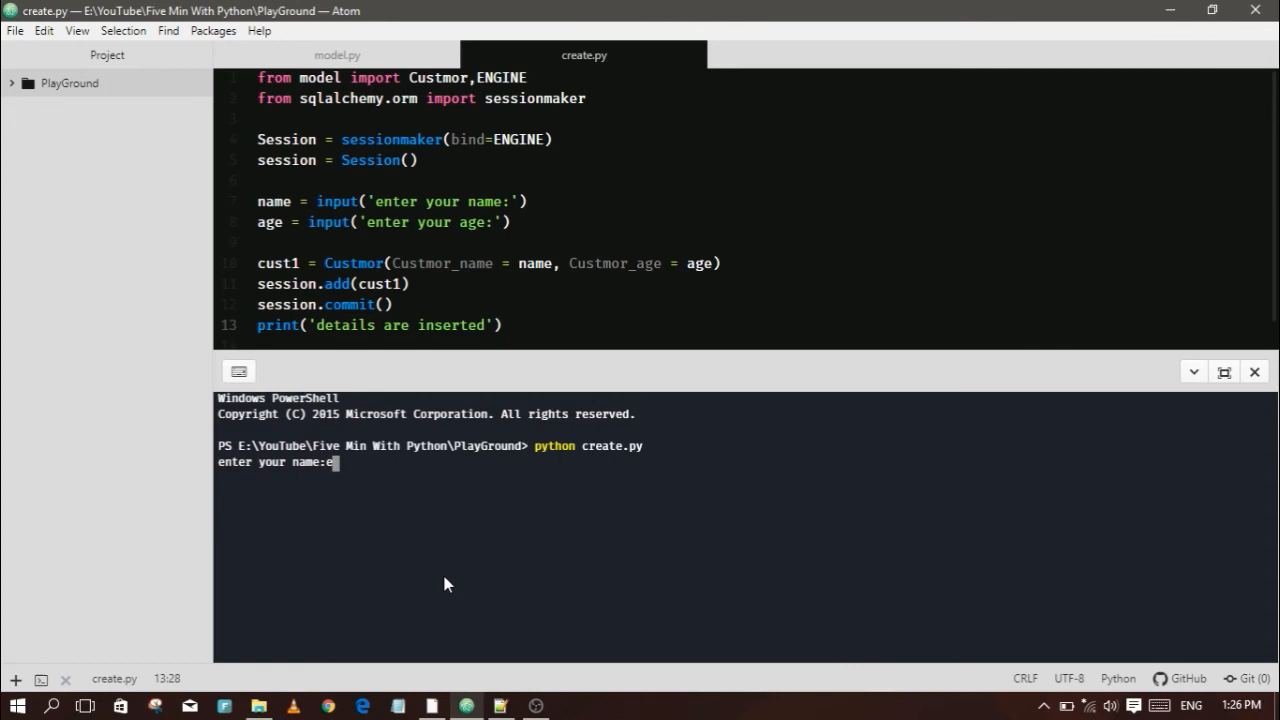 create.py — E:\YouTube\Five Min With Python\PlayGround — Atom
File Edit View Selection Find Packages Help
Project model.py create.py
PlayGround
1 from model import Custmor,ENGINE
2 from sqlalchemy.orm import sessionmaker
3
4 Session = sessionmaker(bind=ENGINE)
5 session = Session()
6
7 name = input('enter your name:')
8 age = input('enter your age:')
9
10 cust1 = Custmor(Custmor_name = name, Custmor_age = age)
11 session.add(cust1)
12 session.commit()
13 print('details are inserted')
14
Windows PowerShell
Copyright (C) 2015 Microsoft Corporation. All rights reserved.
PS E:\YouTube\Five Min With Python\PlayGround> python create.py
enter your name:e
create.py 13:28 CRLF UTF-8 Python GitHub Git (0)
ENG 1:26 PM